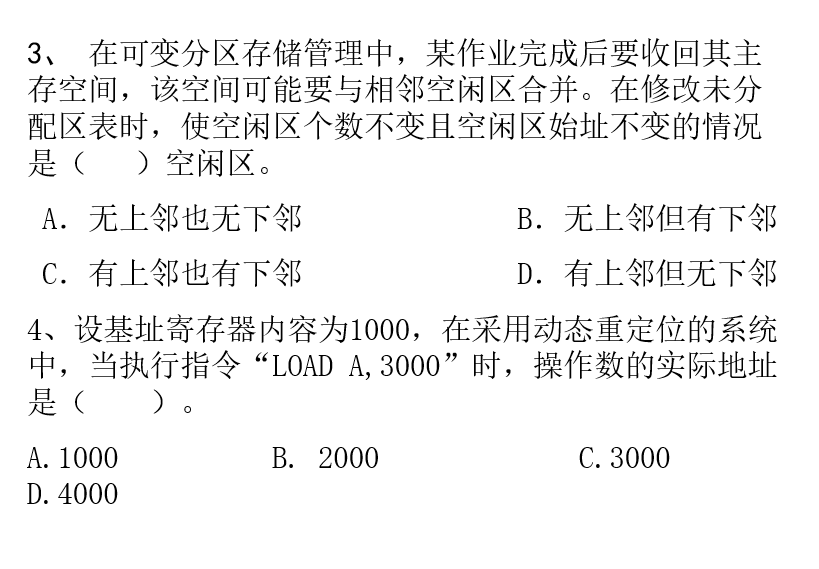 3、 在可变分区存储管理中，某作业完成后要收回其主
存空间，该空间可能要与相邻空闲区合并。在修改未分
配区表时，使空闲区个数不变且空闲区始址不变的情况
是（   ）空闲区。
A. 无上邻也无下邻 B. 无上邻但有下邻
C. 有上邻也有下邻 D. 有上邻但无下邻
4、设基址寄存器内容为1000，在采用动态重定位的系统
中，当执行指令“LOAD A,3000”时，操作数的实际地址
是（    ）。
A.1000 B. 2000 C.3000
D.4000